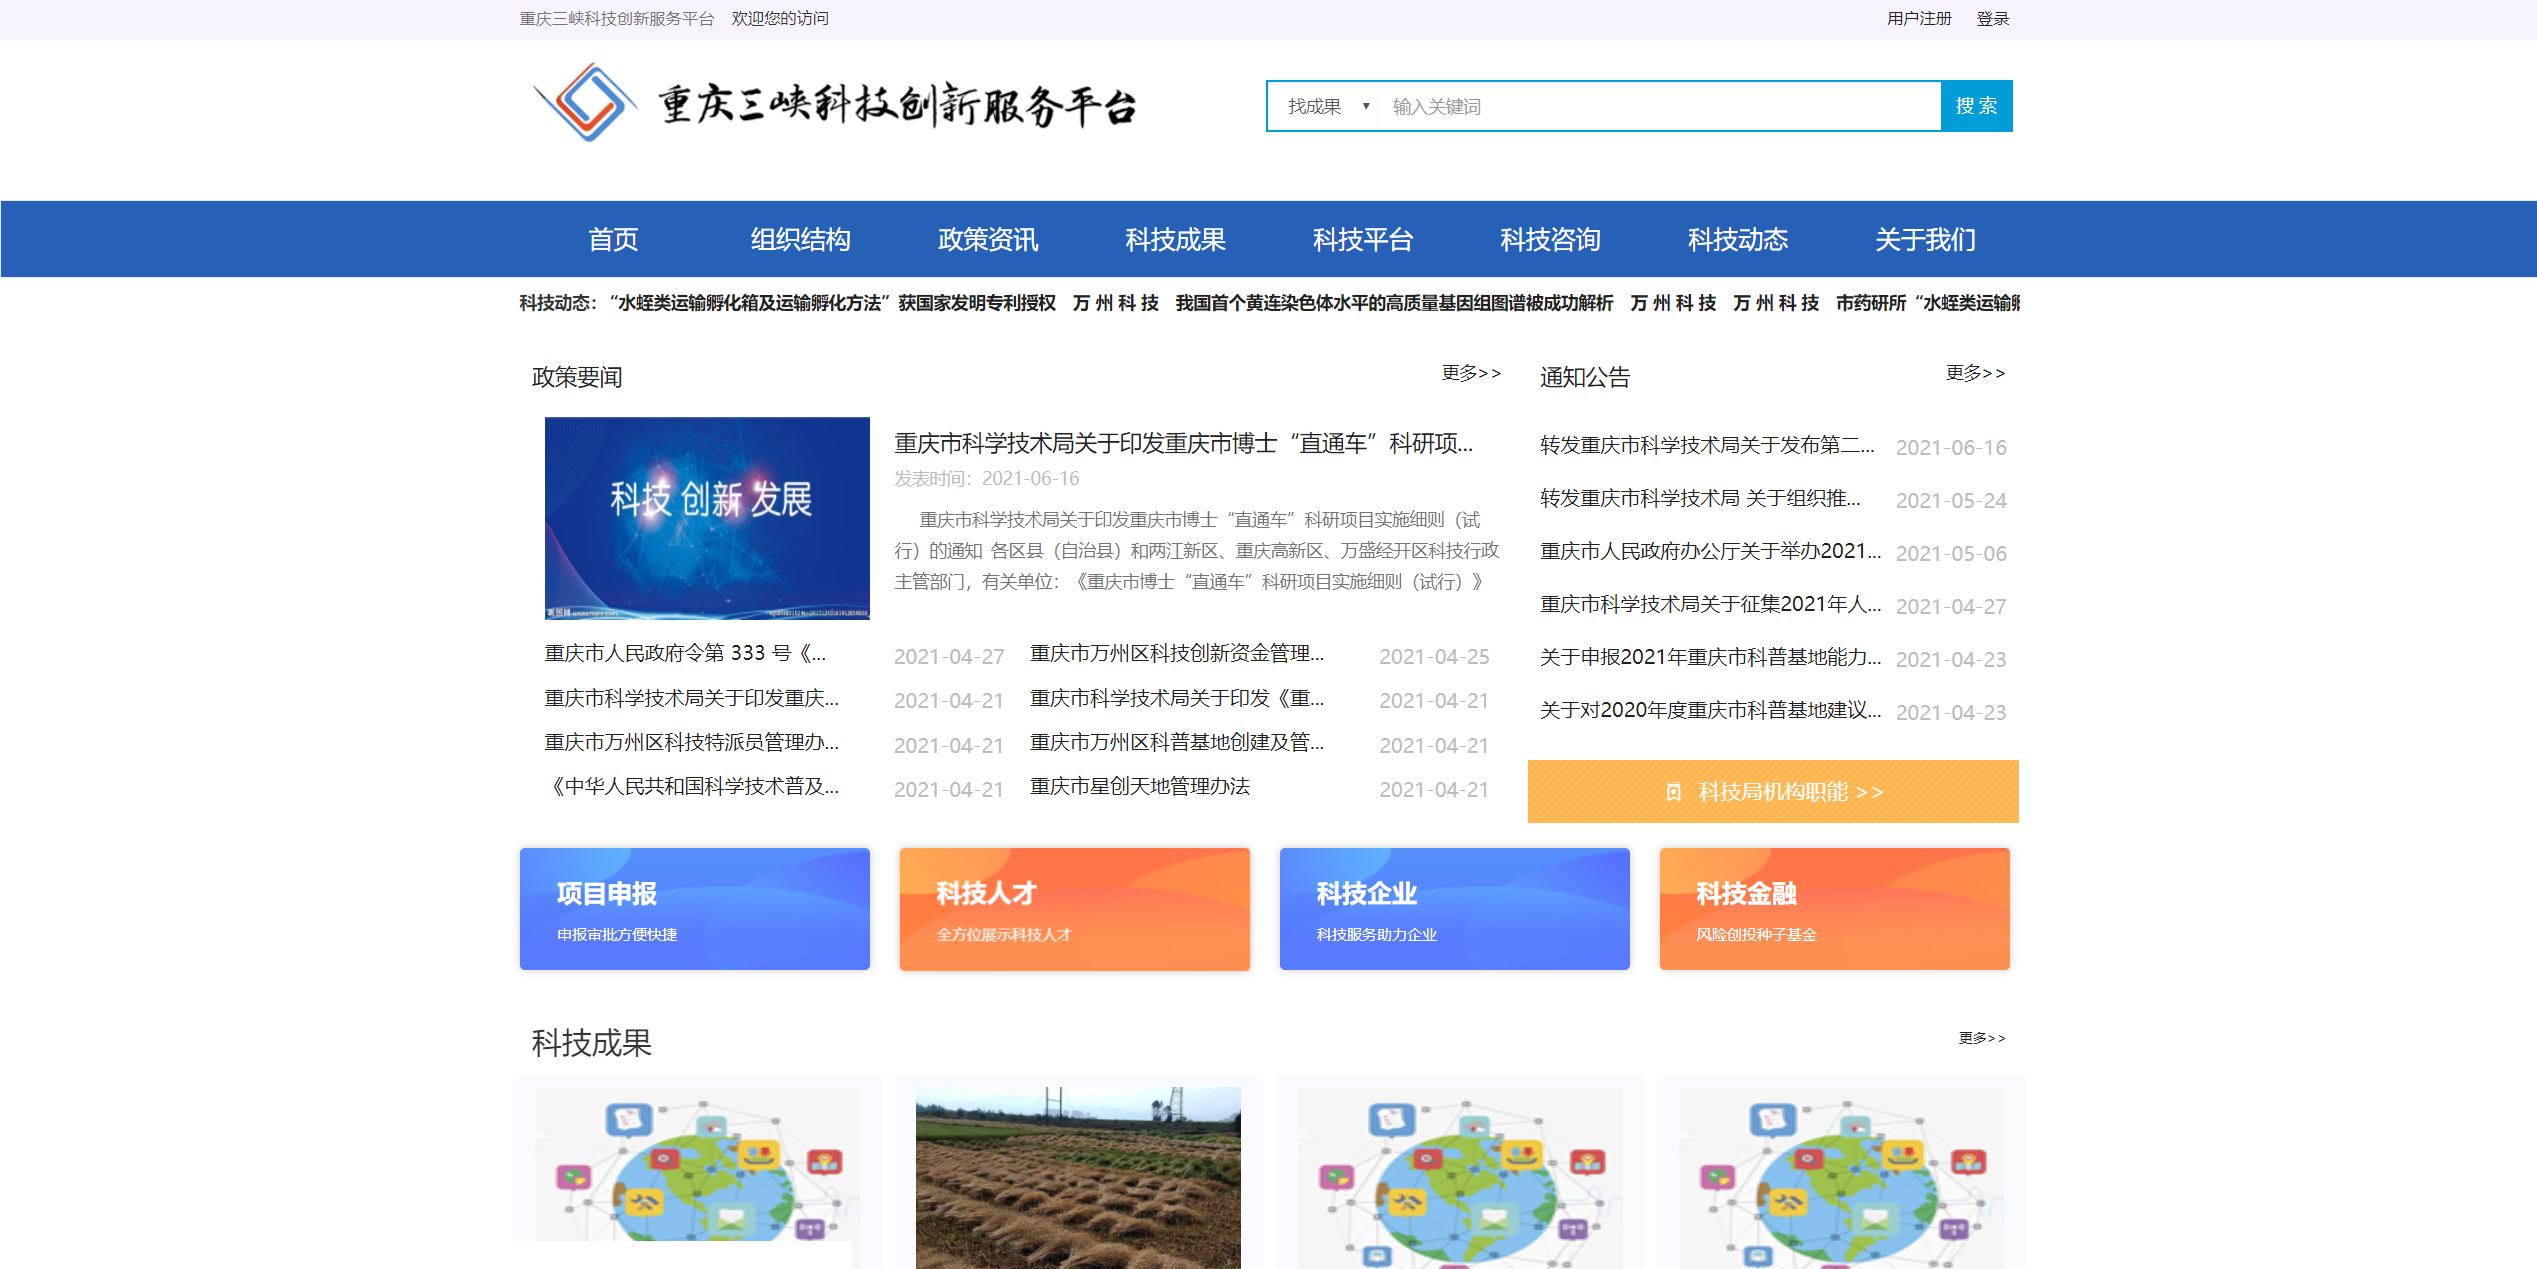 重庆三峡科技创新服务平台 欢迎您的访问
用户注册 登录
重庆三峡科技创新服务平台
找成果 输入关键词 搜 索
首页 组织结构 政策资讯 科技成果 科技平台 科技咨询 科技动态 关于我们
科技动态：“水蛭类运输孵化箱及运输孵化方法”获国家发明专利授权 万 州 科 技 我国首个黄连染色体水平的高质量基因组图谱被成功解析 万 州 科 技 万 州 科 技 市药研所“水蛭类运输孵
政策要闻 更多>>
科技 创新 发展
重庆市科学技术局关于印发重庆市博士“直通车”科研项...
发表时间：2021-06-16
重庆市科学技术局关于印发重庆市博士“直通车”科研项目实施细则（试
行）的通知 各区县（自治县）和两江新区、重庆高新区、万盛经开区科技行政
主管部门，有关单位：《重庆市博士“直通车”科研项目实施细则（试行）》
重庆市人民政府令第 333 号《... 2021-04-27 重庆市万州区科技创新资金管理... 2021-04-25
重庆市科学技术局关于印发重庆... 2021-04-21 重庆市科学技术局关于印发《重... 2021-04-21
重庆市万州区科技特派员管理办... 2021-04-21 重庆市万州区科普基地创建及管... 2021-04-21
《中华人民共和国科学技术普及... 2021-04-21 重庆市星创天地管理办法 2021-04-21
通知公告 更多>>
转发重庆市科学技术局关于发布第二... 2021-06-16
转发重庆市科学技术局 关于组织推... 2021-05-24
重庆市人民政府办公厅关于举办2021... 2021-05-06
重庆市科学技术局关于征集2021年人... 2021-04-27
关于申报2021年重庆市科普基地能力... 2021-04-23
关于对2020年度重庆市科普基地建议... 2021-04-23
科技局机构职能 >>
项目申报
申报审批方便快捷
科技人才
全方位展示科技人才
科技企业
科技服务助力企业
科技金融
风险创投种子基金
科技成果 更多>>